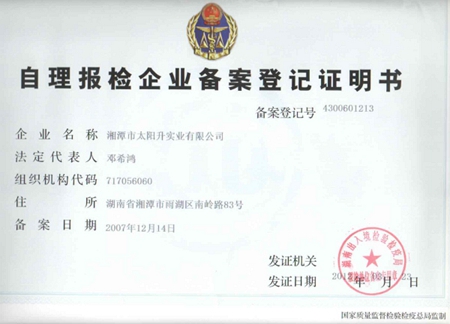 自理报检企业备案登记证明书
备案登记号 4300601213
企业名称 湘潭市太阳升实业有限公司
法定代表人 邓希鸿
组织机构代码 717056060
住所 湖南省湘潭市雨湖区南岭路83号
备案日期 2007年12月14日
发证机关
发证日期
国家质量监督检验检疫总局监制